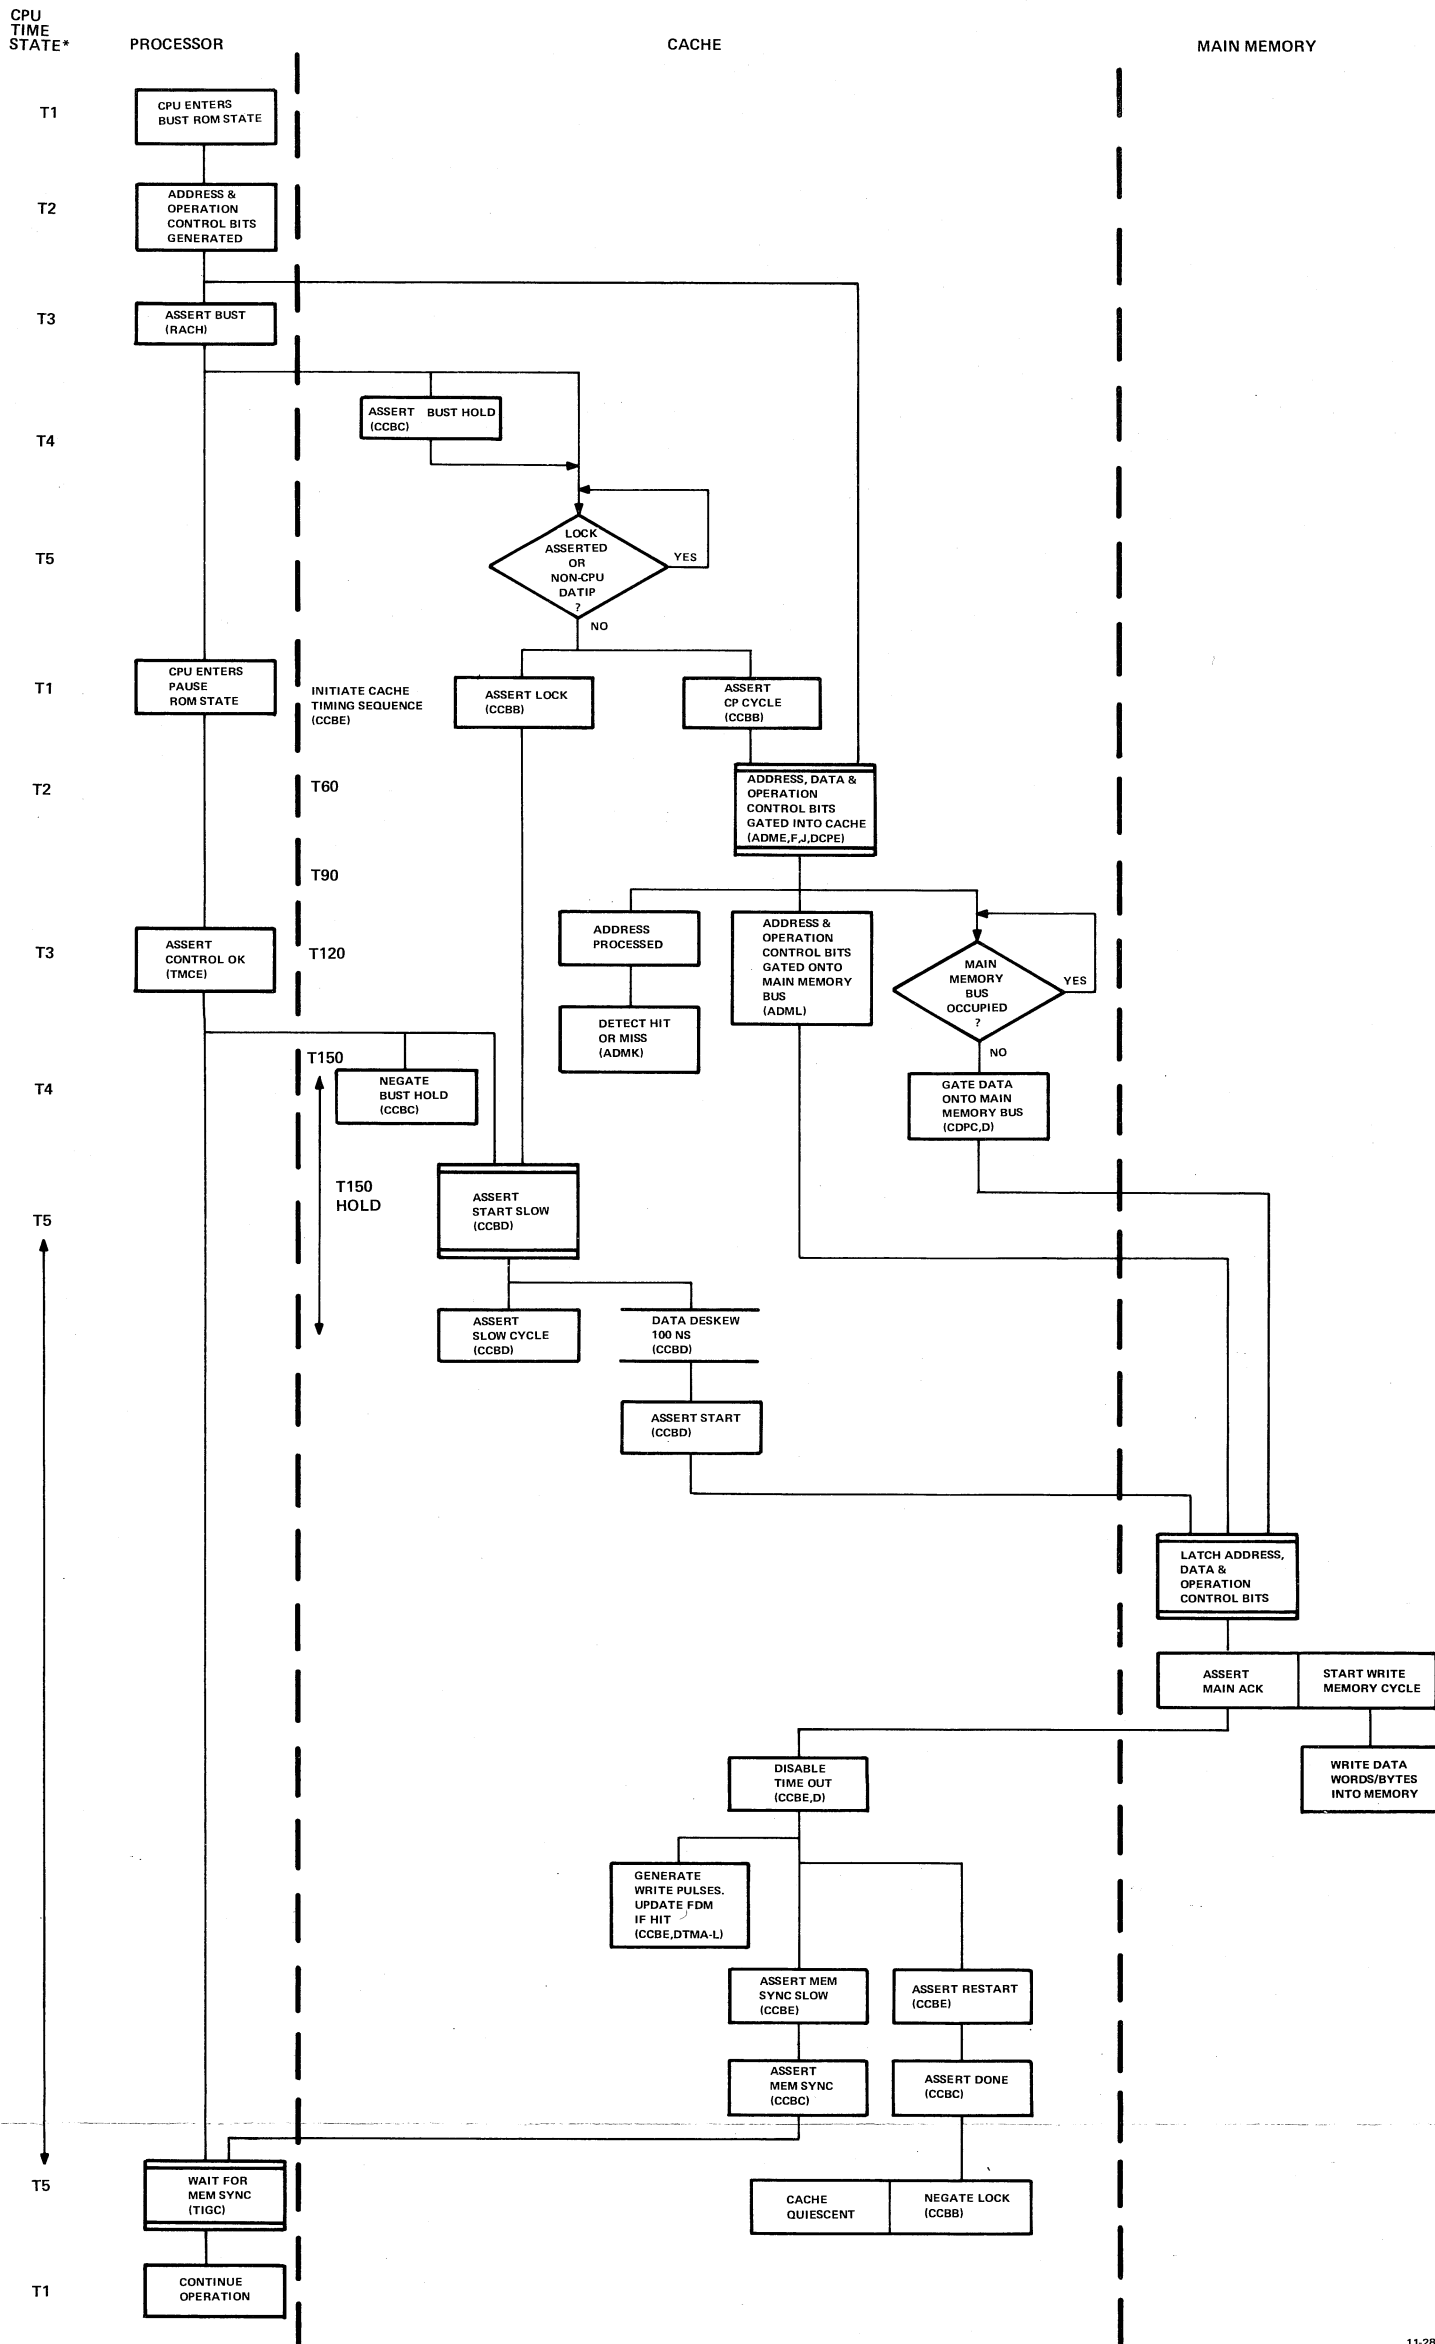 CPU
TIME
STATE*
PROCESSOR
CACHE
MAIN MEMORY
T1
CPU ENTERS
BUST ROM STATE
T2
ADDRESS &
OPERATION
CONTROL BITS
GENERATED
T3
ASSERT BUST
(RACH)
ASSERT BUST HOLD
(CCBC)
T4
LOCK
ASSERTED
OR
NON-CPU
DATIP
?
YES
T5
NO
T1
CPU ENTERS
PAUSE
ROM STATE
INITIATE CACHE
TIMING SEQUENCE
(CCBE)
ASSERT LOCK
(CCBB)
ASSERT
CP CYCLE
(CCBB)
T2
T60
ADDRESS, DATA &
OPERATION
CONTROL BITS
GATED INTO CACHE
(ADME,F,J,DCPE)
T90
T3
ASSERT
CONTROL OK
(TMCE)
T120
ADDRESS
PROCESSED
ADDRESS &
OPERATION
CONTROL BITS
GATED ONTO
MAIN MEMORY
BUS
(ADML)
MAIN
MEMORY
BUS
OCCUPIED
?
YES
NO
DETECT HIT
OR MISS
(ADMK)
T150
T4
NEGATE
BUST HOLD
(CCBC)
GATE DATA
ONTO MAIN
MEMORY BUS
(CDPC,D)
T150
HOLD
ASSERT
START SLOW
(CCBD)
T5
ASSERT
SLOW CYCLE
(CCBD)
DATA DESKEW
100 NS
(CCBD)
ASSERT START
(CCBD)
LATCH ADDRESS,
DATA &
OPERATION
CONTROL BITS
ASSERT
MAIN ACK
START WRITE
MEMORY CYCLE
DISABLE
TIME OUT
(CCBE,D)
WRITE DATA
WORDS/BYTES
INTO MEMORY
GENERATE
WRITE PULSES.
UPDATE FDM
IF HIT
(CCBE,DTMA-L)
ASSERT MEM
SYNC SLOW
(CCBE)
ASSERT RESTART
(CCBE)
ASSERT
MEM SYNC
(CCBC)
ASSERT DONE
(CCBC)
T5
WAIT FOR
MEM SYNC
(TIGC)
CACHE
QUIESCENT
NEGATE LOCK
(CCBB)
T1
CONTINUE
OPERATION